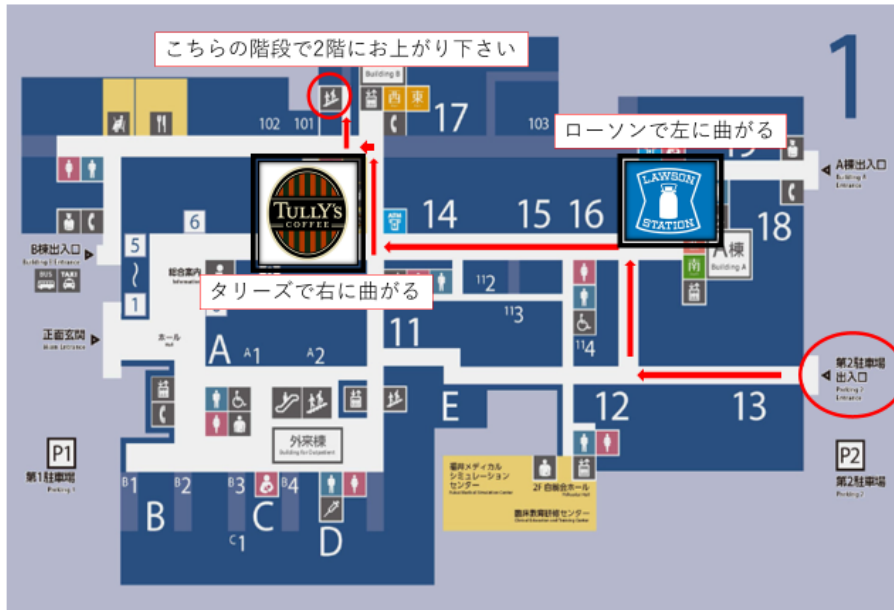 こちらの階段で2階にお上がり下さい
1
Building B
西
東
102
101
17
103
ローソンで左に曲がる
19
A棟出入口
Building A
Entrance
LAWSON
STATION
TULLY'S
COFFEE
ATM
14
15
16
18
6
5
1
B棟出入口
BUS
TAXI
総合案内
Information
A棟
Building A
南
タリーズで右に曲がる
112
113
114
正面玄関
Main Entrance
ホール
Hall
A
A1
A2
11
第2駐車場
出入口
Parking 2
Entrance
E
12
13
外来棟
Building for Outpatient
P1
第1駐車場
Parking 1
P2
第2駐車場
Parking 2
B1
B2
B3
B4
B
C
C1
D
福井メディカル
シミュレーション
センター
2F 白翁会ホール
臨床教育研修センター